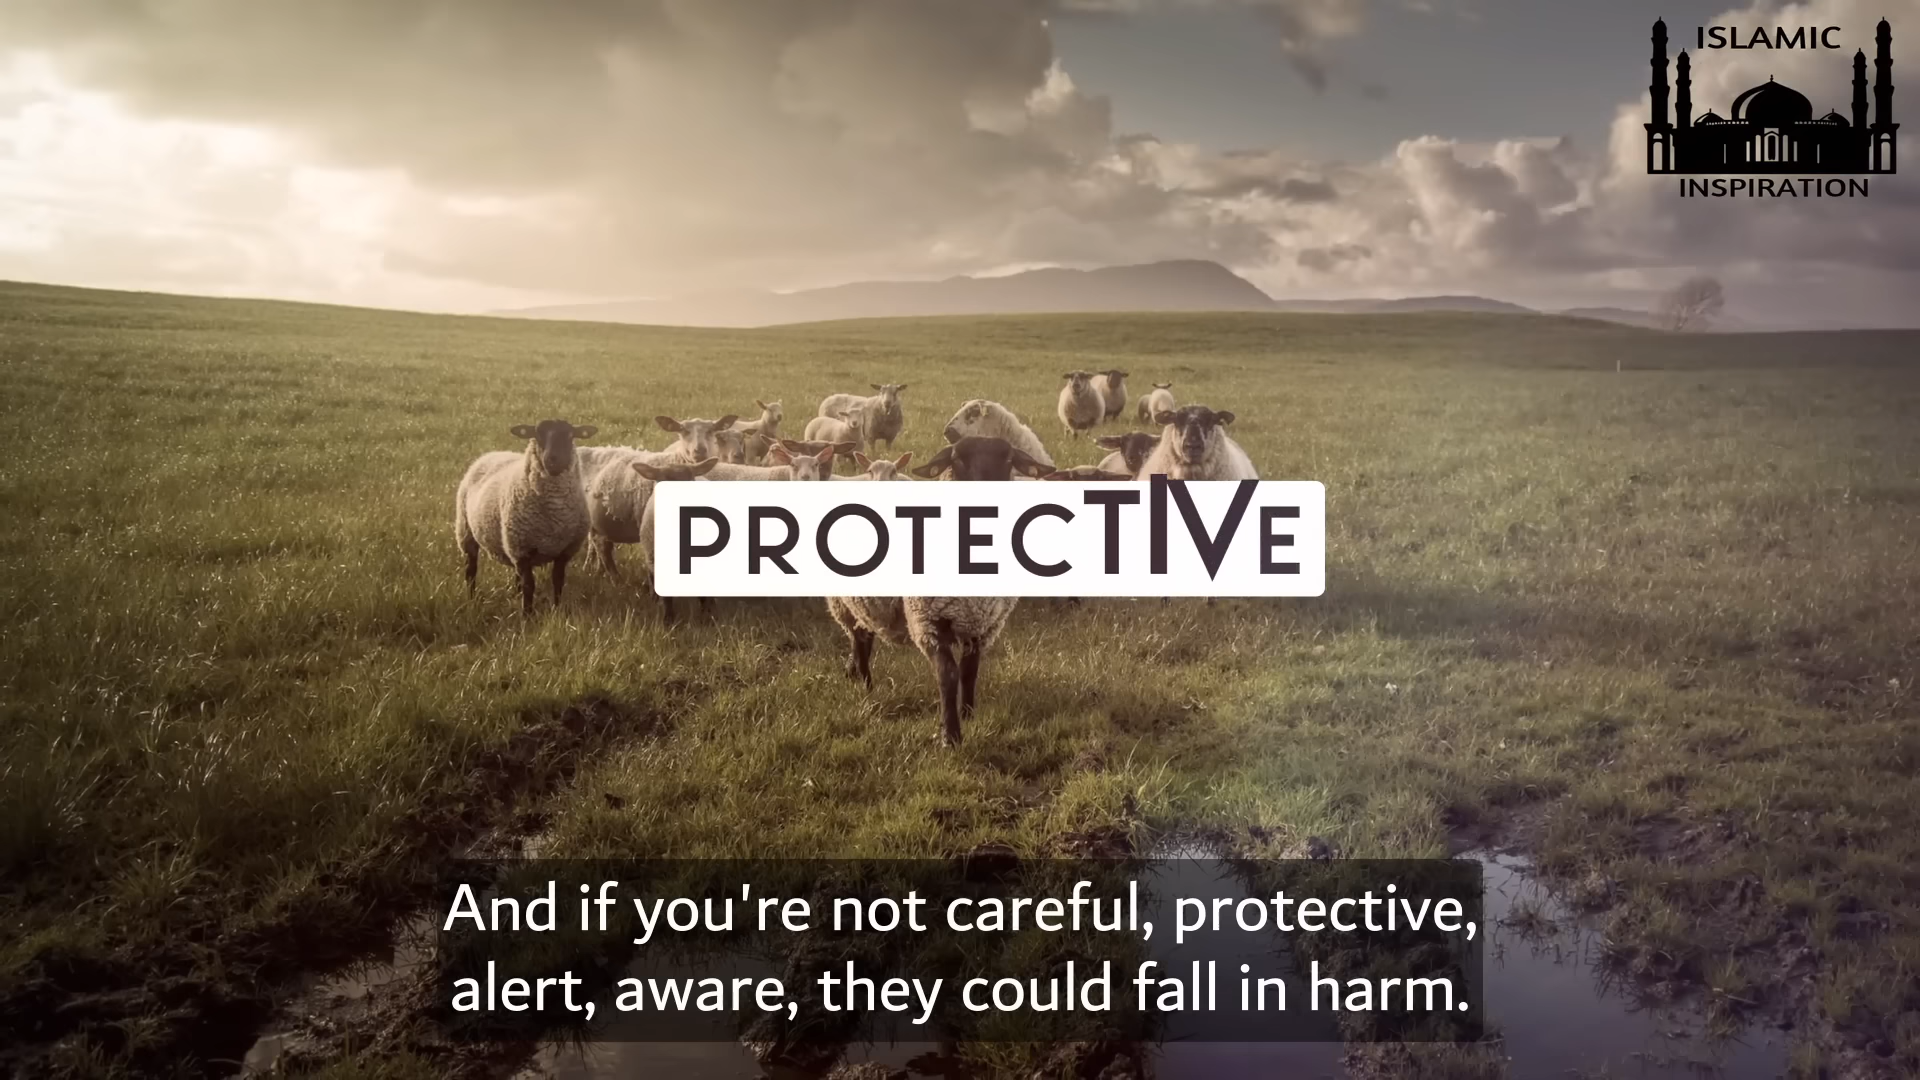 ISLAMIC
INSPIRATION
PROTECTIVE
And if you're not careful, protective,
alert, aware, they could fall in harm.